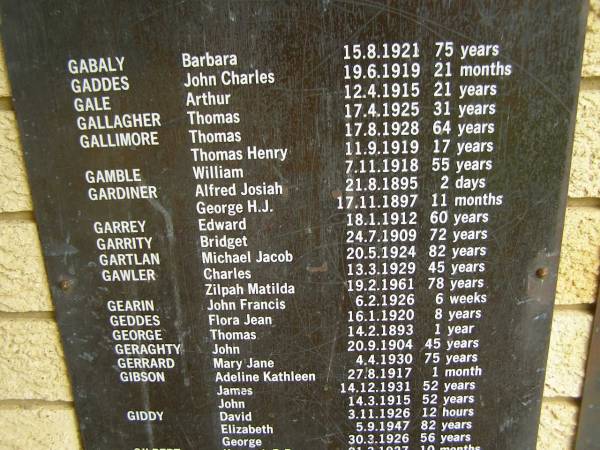 GABALY Barbara 15.8.1921 75 years
GADDES John Charles 19.6.1919 21 months
GALE Arthur 12.4.1915 21 years
GALLAGHER Thomas 17.4.1925 31 years
GALLIMORE Thomas 17.8.1928 64 years
Thomas Henry 11.9.1919 17 years
GAMBLE William 7.11.1918 55 years
GARDINER Alfred Josiah 21.8.1895 2 days
George H.J. 17.11.1897 11 months
GARREY Edward 18.1.1912 60 years
GARRITY Bridget 24.7.1909 72 years
GARTLAN Michael Jacob 20.5.1924 82 years
GAWLER Charles 13.3.1929 45 years
Zilpah Matilda 19.2.1961 78 years
GEARIN John Francis 6.2.1926 6 weeks
GEDDES Flora Jean 16.1.1920 8 years
GEORGE Thomas 14.2.1893 1 year
GERAGHTY John 20.9.1904 45 years
GERRARD Mary Jane 4.4.1930 75 years
GIBSON Adeline Kathleen 27.8.1917 1 month
James 14.12.1931 52 years
John 14.3.1915 52 years
GIDDY David 3.11.1926 12 hours
Elizabeth 5.9.1947 82 years
George 30.3.1926 56 years